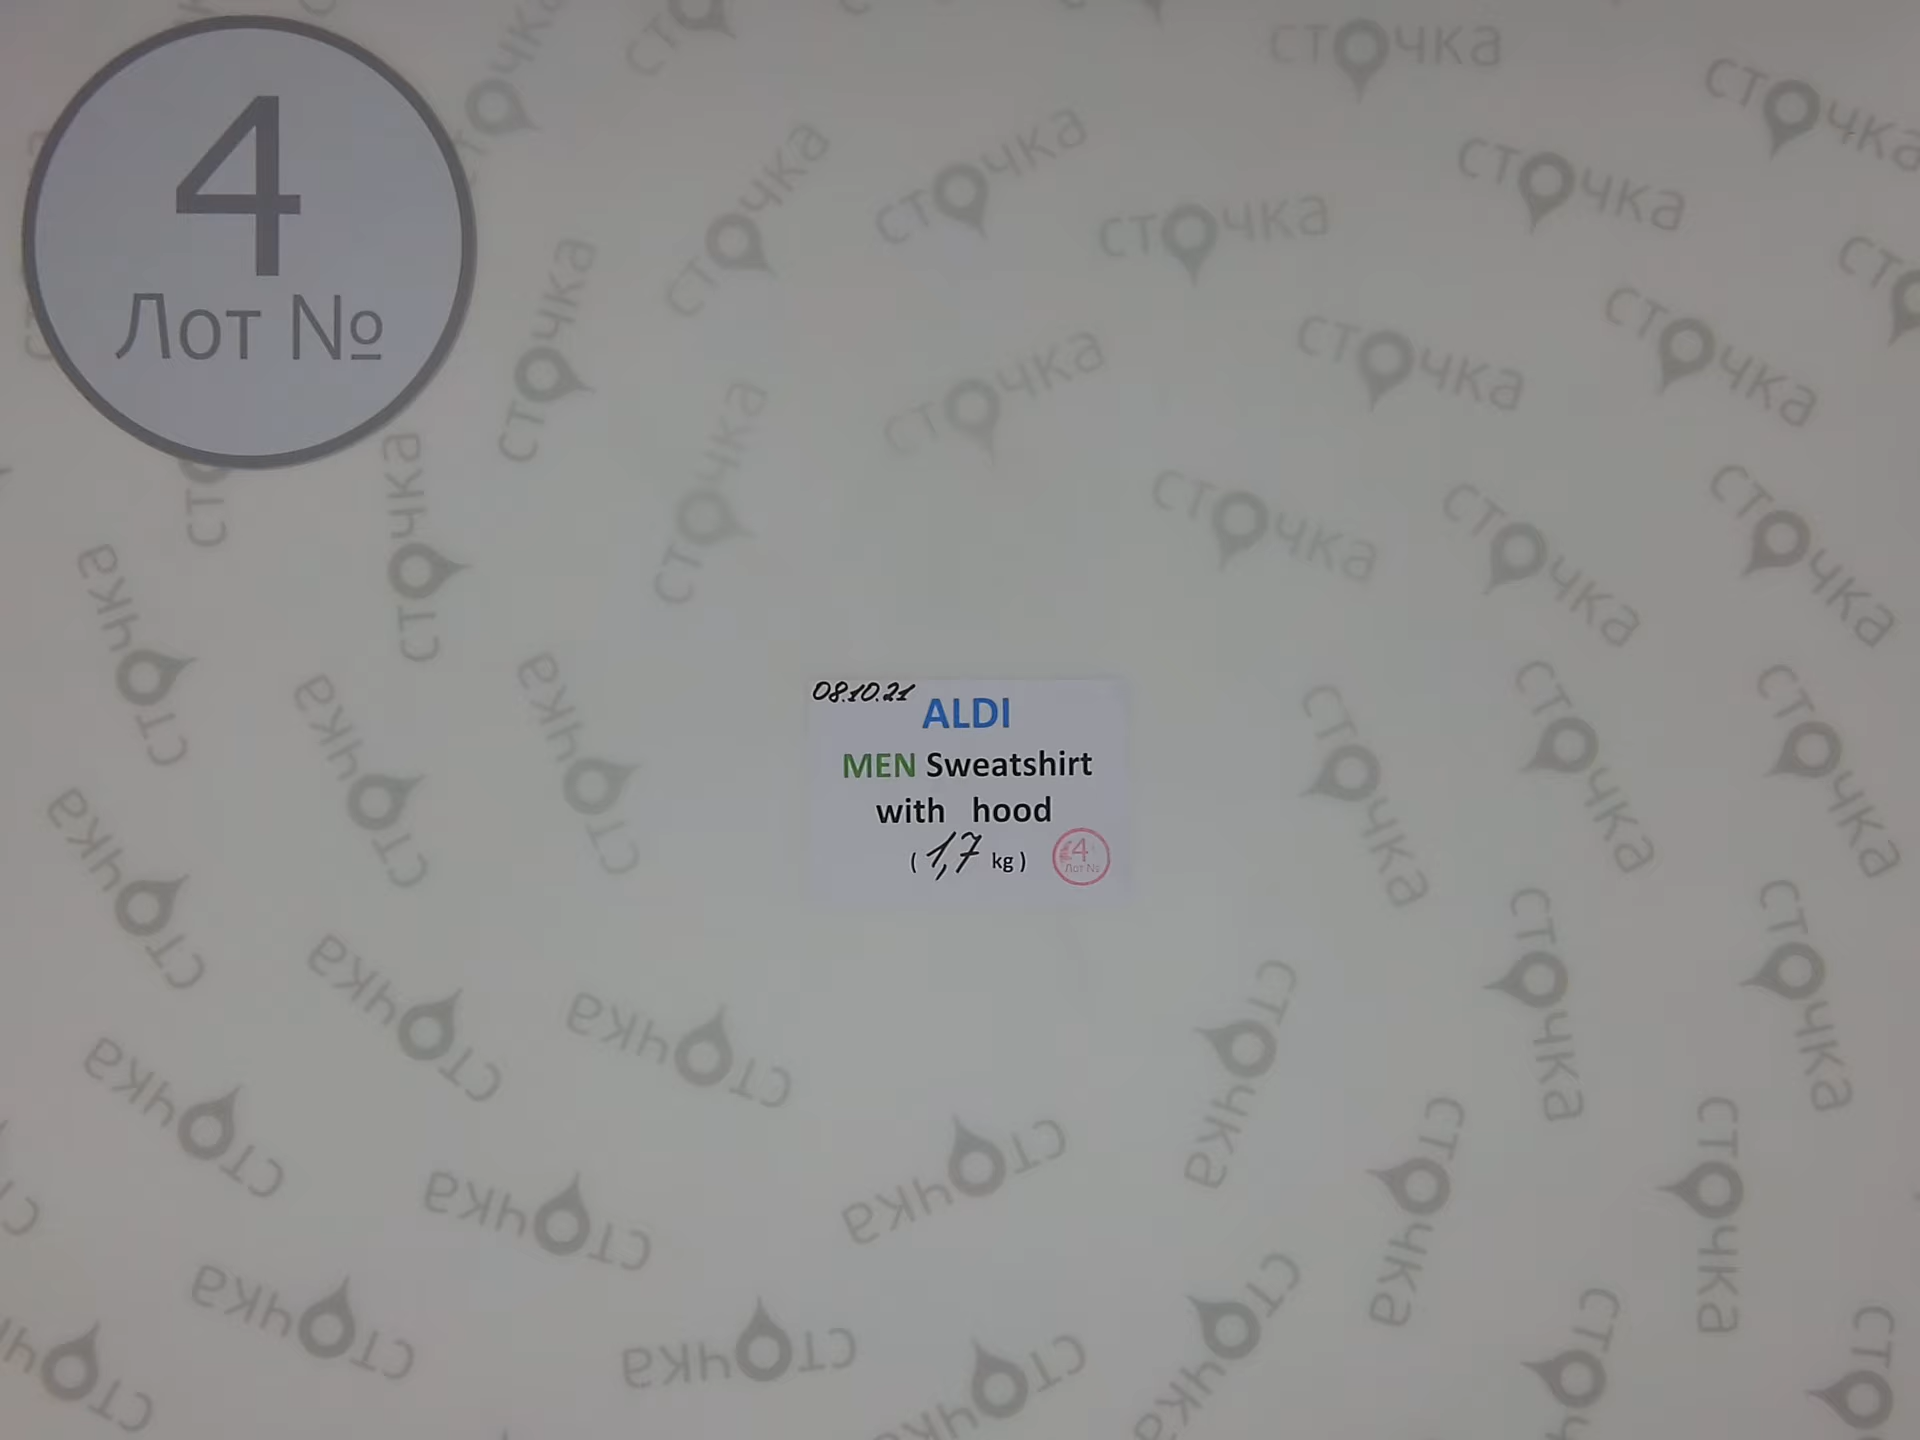 4
Лот №
08.10.21
ALDI
MEN Sweatshirt
with hood
( 1,7 kg )
4
Лот №
сточка